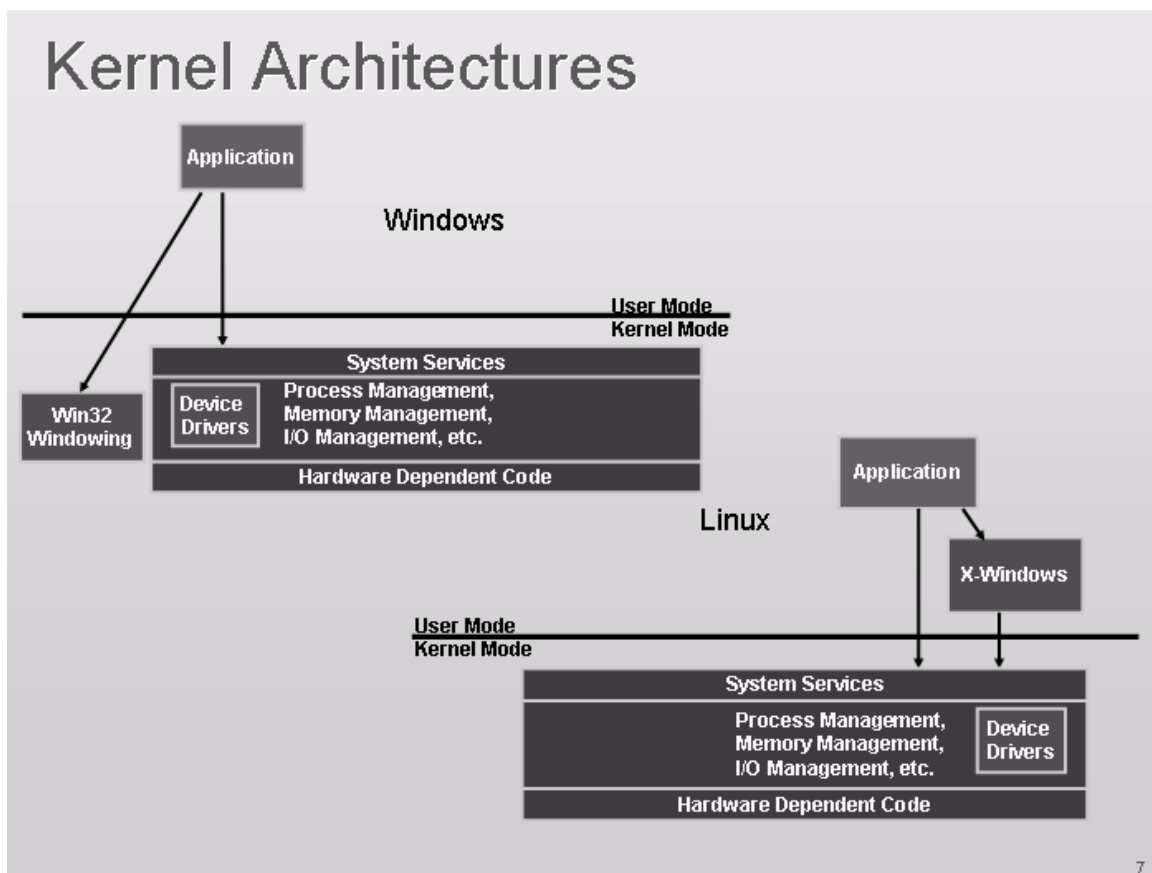 Kernel Architectures
Application
Windows
User Mode
Kernel Mode
System Services
Device
Drivers
Process Management,
Memory Management,
I/O Management, etc.
Win32
Windowing
Hardware Dependent Code
Application
Linux
X-Windows
User Mode
Kernel Mode
System Services
Process Management,
Memory Management,
I/O Management, etc.
Device
Drivers
Hardware Dependent Code
7